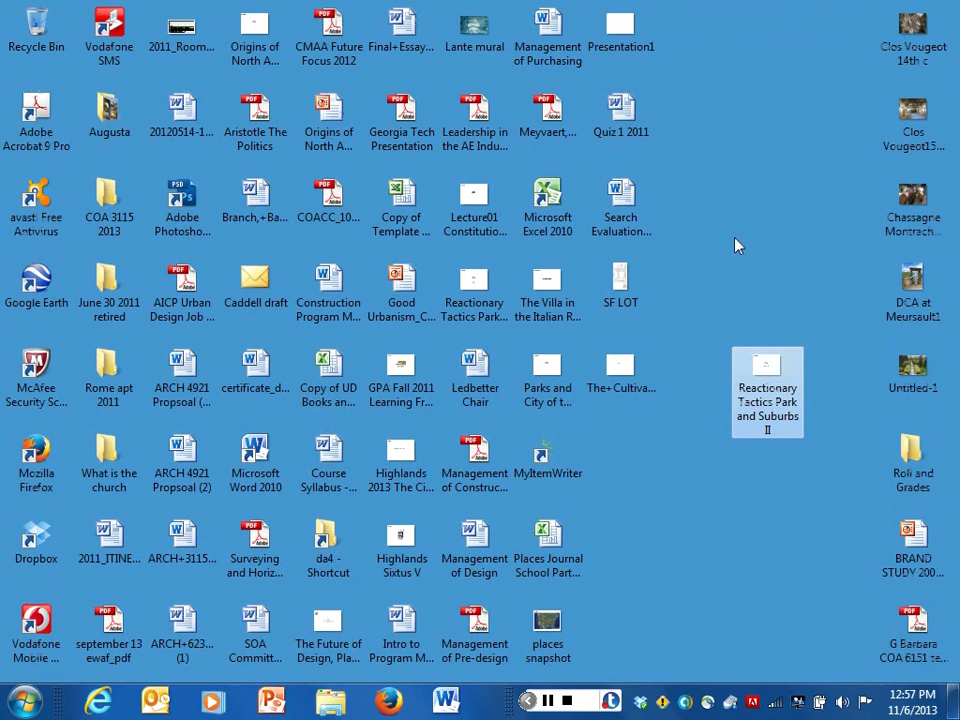 Recycle Bin
Vodafone
SMS
2011_Room...
Origins of
North A...
CMAA Future
Focus 2012
Final+Essay...
Lante mural
Management
of Purchasing
Presentation1
Clos Vougeot
14th c
Adobe
Acrobat 9 Pro
Augusta
20120514-1...
Aristotle The
Politics
Origins of
North A...
Georgia Tech
Presentation
Leadership in
the AE Indu...
Meyvaert,...
Quiz 1 2011
Clos
Vougeot15...
avast! Free
Antivirus
COA 3115
2013
Adobe
Photosho...
Branch,+Ba...
COACC_10...
Copy of
Template ...
Lecture01
Constitutio...
Microsoft
Excel 2010
Search
Evaluation...
Chassagne
Montrach...
Google Earth
June 30 2011
retired
AICP Urban
Design Job ...
Caddell draft
Construction
Program M...
Good
Urbanism_C...
Reactionary
Tactics Park...
The Villa in
the Italian R...
SF LOT
DCA at
Meursault1
McAfee
Security Sc...
Rome apt
2011
ARCH 4921
Propsoal (...
certificate_d...
Copy of UD
Books an...
GPA Fall 2011
Learning Fr...
Ledbetter
Chair
Parks and
City of t...
The+Cultiva...
Reactionary
Tactics Park
and Suburbs
II
Untitled-1
Mozilla
Firefox
What is the
church
ARCH 4921
Propsoal (2)
Microsoft
Word 2010
Course
Syllabus -...
Highlands
2013 The Ci...
Management
of Construc...
MyItemWriter
Roll and
Grades
Dropbox
2011_ITINE...
ARCH+3115...
Surveying
and Horiz...
da4 -
Shortcut
Highlands
Sixtus V
Management
of Design
Places Journal
School Part...
BRAND
STUDY 200...
Vodafone
Mobile ...
september 13
ewaf_pdf
ARCH+623...
(1)
SOA
Committ...
The Future of
Design, Pla...
Intro to
Program M...
Management
of Pre-design
places
snapshot
G Barbara
COA 6151 te...
12:57 PM
11/6/2013